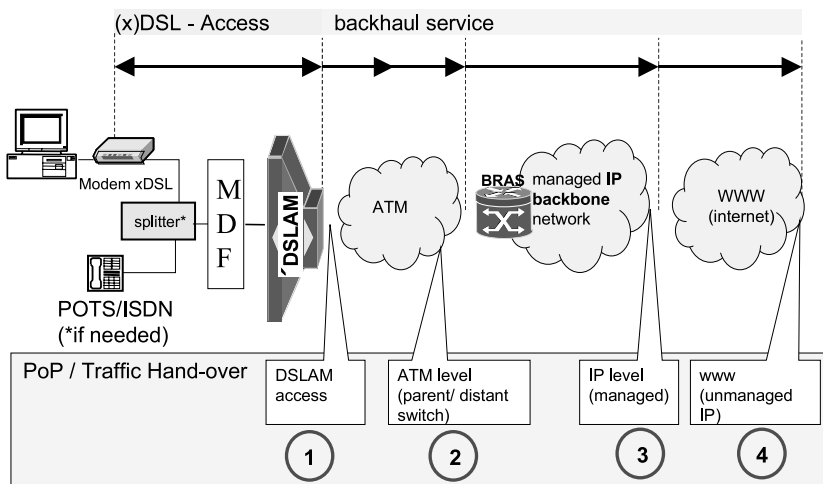 (x)DSL - Access
backhaul service
Modem xDSL
splitter*
M
D
F
´DSLAM
ATM
BRAS
managed IP
backbone
network
WWW
(internet)
POTS/ISDN
(*if needed)
PoP / Traffic Hand-over
DSLAM
access
ATM level
(parent/ distant
switch)
IP level
(managed)
www
(unmanaged
IP)
1
2
3
4